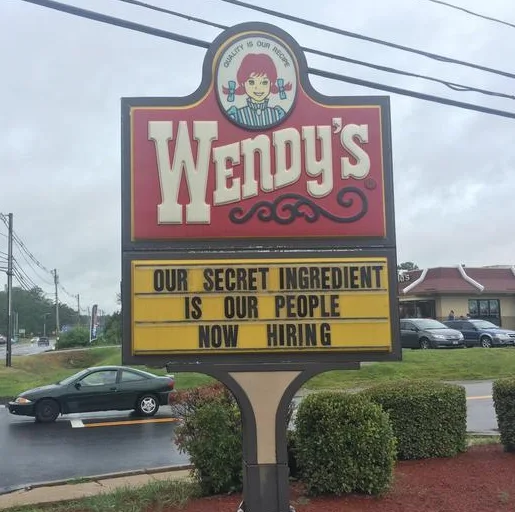 QUALITY IS OUR RECIPE
WENDY'S
OUR SECRET INGREDIENT
IS OUR PEOPLE
NOW HIRING